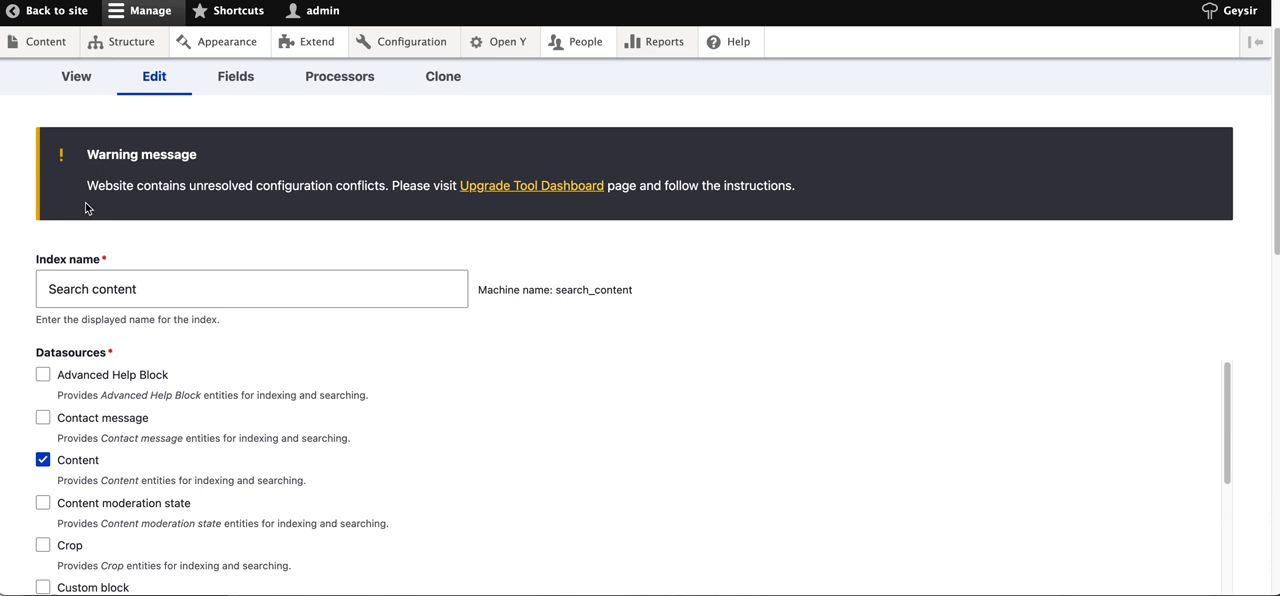 Back to site Manage Shortcuts admin Geysir
Content Structure Appearance Extend Configuration Open Y People Reports Help
View Edit Fields Processors Clone
! Warning message
Website contains unresolved configuration conflicts. Please visit Upgrade Tool Dashboard page and follow the instructions.
Index name*
Search content Machine name: search_content
Enter the displayed name for the index.
Datasources*
Advanced Help Block
Provides Advanced Help Block entities for indexing and searching.
Contact message
Provides Contact message entities for indexing and searching.
Content
Provides Content entities for indexing and searching.
Content moderation state
Provides Content moderation state entities for indexing and searching.
Crop
Provides Crop entities for indexing and searching.
Custom block